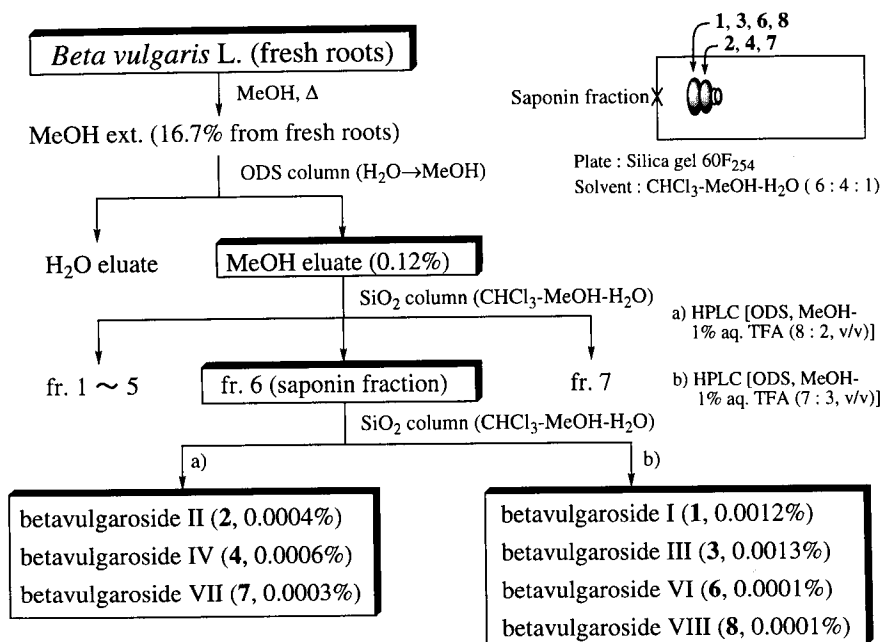 Beta vulgaris L. (fresh roots)
MeOH, Δ
MeOH ext. (16.7% from fresh roots)
ODS column (H₂O→MeOH)
H₂O eluate
MeOH eluate (0.12%)
SiO₂ column (CHCl₃-MeOH-H₂O)
fr. 1 ~ 5
fr. 6 (saponin fraction)
fr. 7
SiO₂ column (CHCl₃-MeOH-H₂O)
a)
b)
betavulgaroside II (2, 0.0004%)
betavulgaroside IV (4, 0.0006%)
betavulgaroside VII (7, 0.0003%)
betavulgaroside I (1, 0.0012%)
betavulgaroside III (3, 0.0013%)
betavulgaroside VI (6, 0.0001%)
betavulgaroside VIII (8, 0.0001%)
1, 3, 6, 8
2, 4, 7
Saponin fraction
Plate : Silica gel 60F₂₅₄
Solvent : CHCl₃-MeOH-H₂O ( 6 : 4 : 1)
a) HPLC [ODS, MeOH-
1% aq. TFA (8 : 2, v/v)]
b) HPLC [ODS, MeOH-
1% aq. TFA (7 : 3, v/v)]